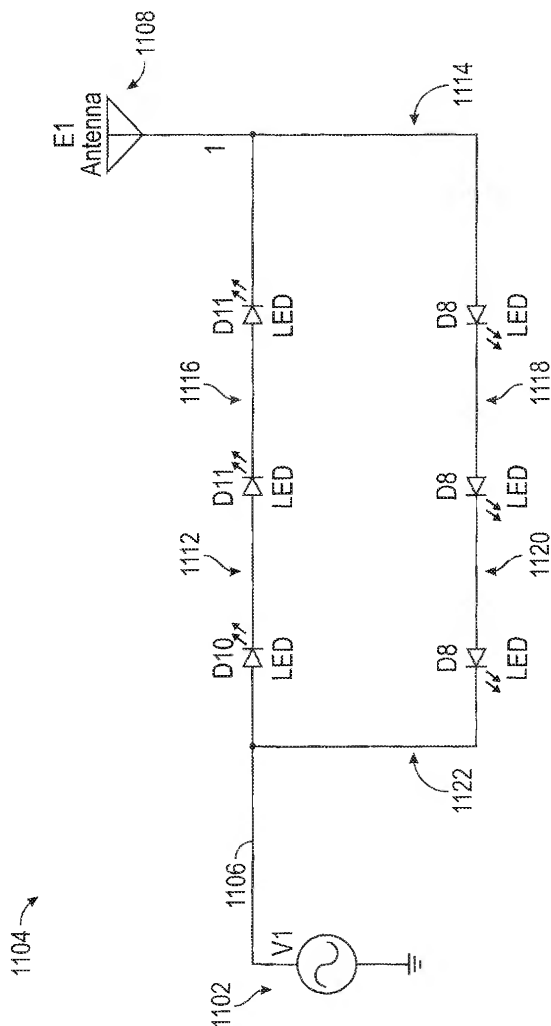 1104
1102
V1
1106
E1
Antenna
1108
1
D10
LED
1112
D11
LED
1116
D11
LED
1114
1122
D8
LED
1120
D8
LED
1118
D8
LED